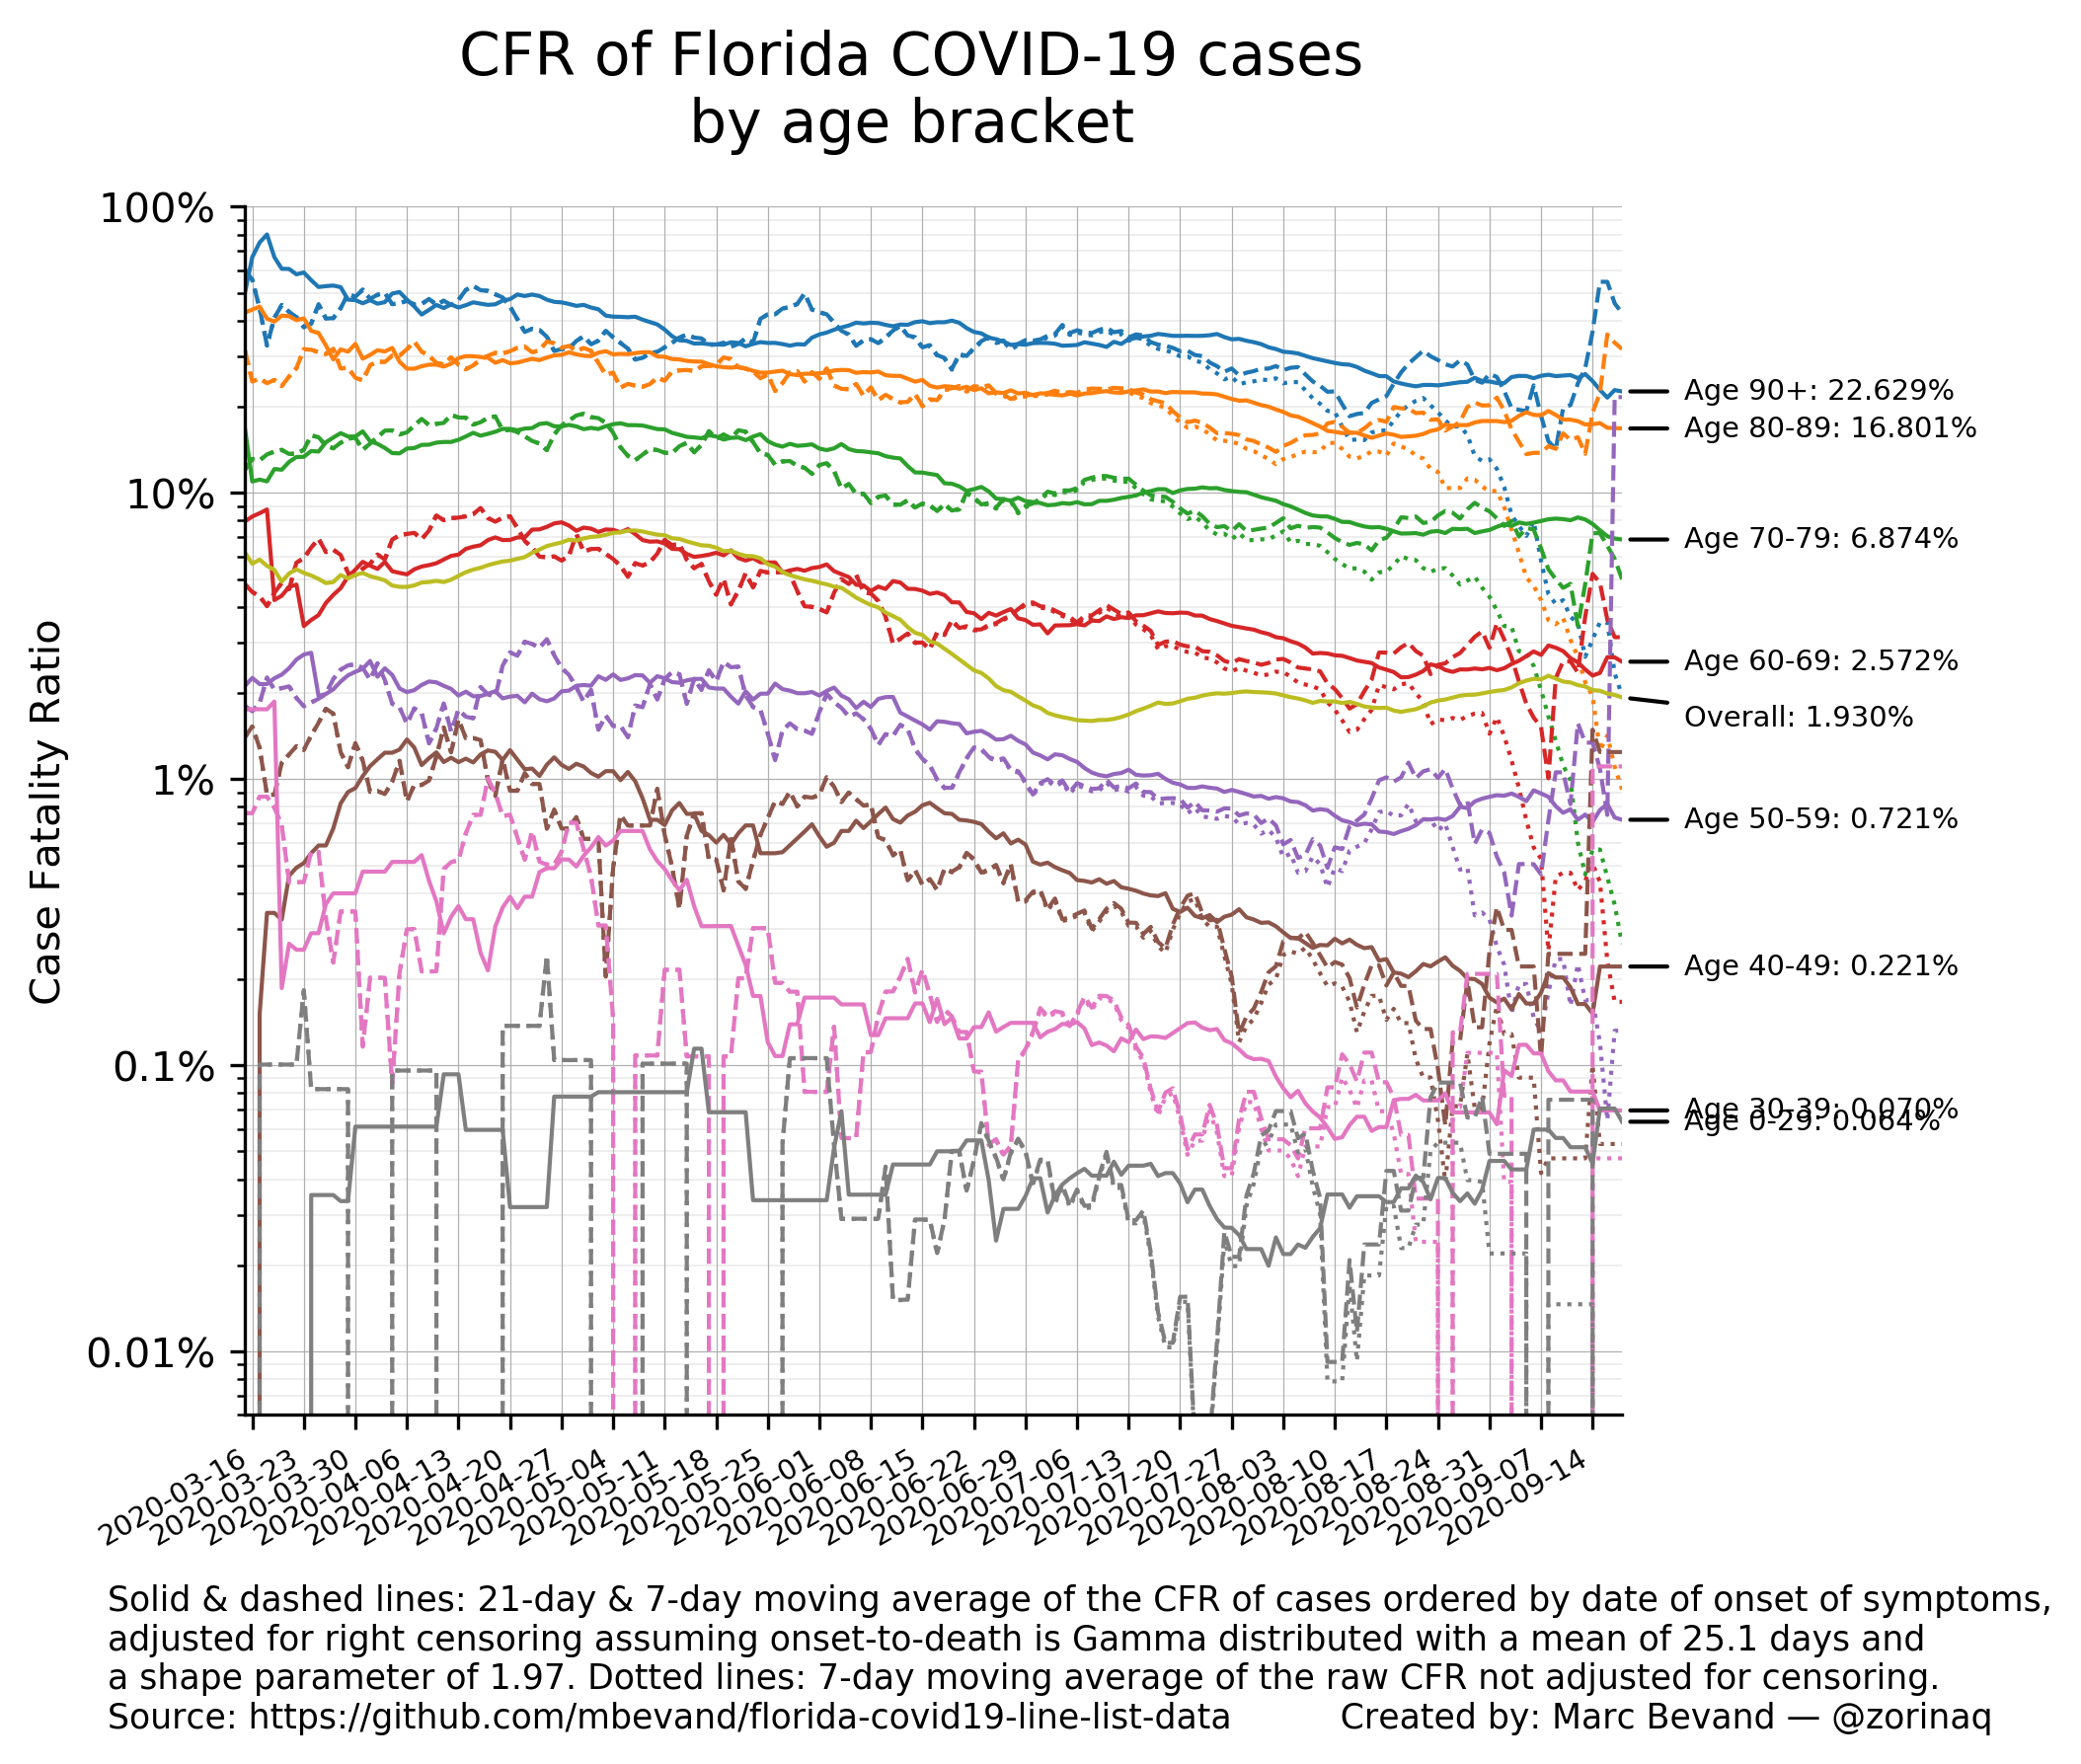 CFR of Florida COVID-19 cases
by age bracket
Case Fatality Ratio
100%
10%
1%
0.1%
0.01%
Age 90+: 22.629%
Age 80-89: 16.801%
Age 70-79: 6.874%
Age 60-69: 2.572%
Overall: 1.930%
Age 50-59: 0.721%
Age 40-49: 0.221%
Age 30-39: 0.070%
Age 0-29: 0.064%
2020-03-16
2020-03-23
2020-03-30
2020-04-06
2020-04-13
2020-04-20
2020-04-27
2020-05-04
2020-05-11
2020-05-18
2020-05-25
2020-06-01
2020-06-08
2020-06-15
2020-06-22
2020-06-29
2020-07-06
2020-07-13
2020-07-20
2020-07-27
2020-08-03
2020-08-10
2020-08-17
2020-08-24
2020-08-31
2020-09-07
2020-09-14
Solid & dashed lines: 21-day & 7-day moving average of the CFR of cases ordered by date of onset of symptoms,
adjusted for right censoring assuming onset-to-death is Gamma distributed with a mean of 25.1 days and
a shape parameter of 1.97. Dotted lines: 7-day moving average of the raw CFR not adjusted for censoring.
Source: https://github.com/mbevand/florida-covid19-line-list-data Created by: Marc Bevand — @zorinaq